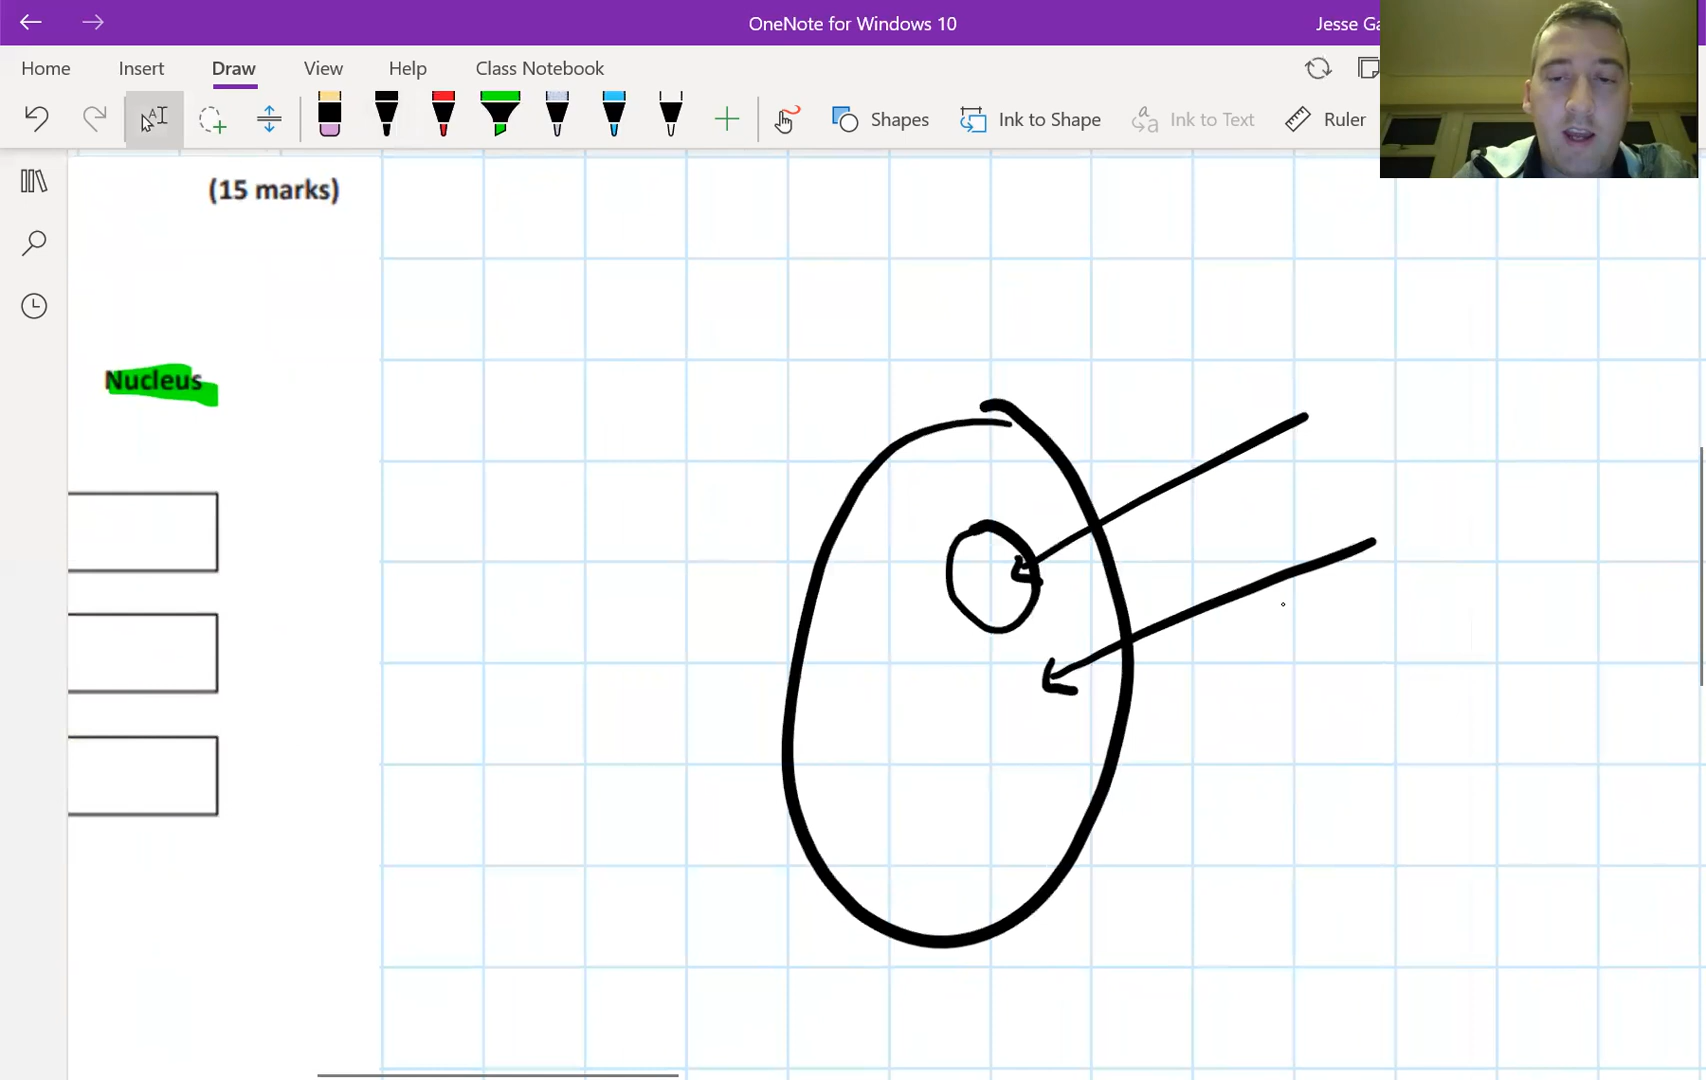 OneNote for Windows 10
Jesse Ga
Home Insert Draw View Help Class Notebook
Shapes Ink to Shape Ink to Text Ruler
(15 marks)
Nucleus